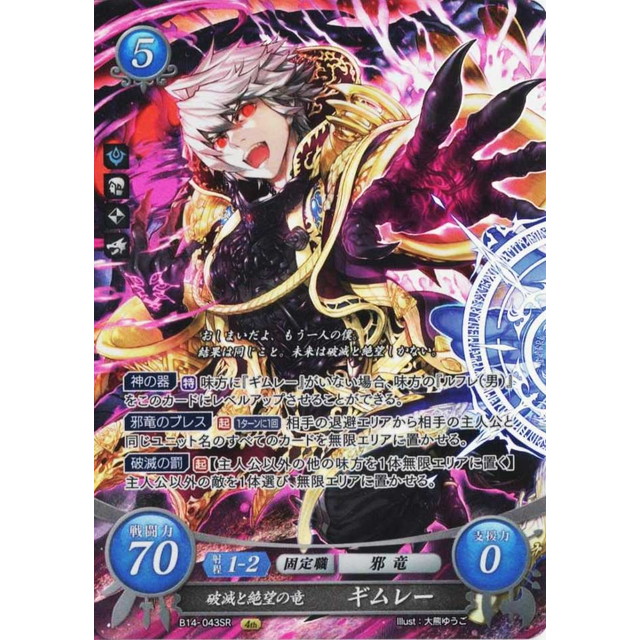 5
おしまいだよ、もう一人の僕。
結果は同じこと。未来は破滅と絶望しかない。
神の器 特 味方に『ギムレー』がいない場合、味方の『ルフレ(男)』
をこのカードにレベルアップさせることができる。
邪竜のブレス 起 1ターンに1回 相手の退避エリアから相手の主人公と
同じユニット名のすべてのカードを無限エリアに置かせる。
破滅の罰 起 【主人公以外の他の味方を1体無限エリアに置く】
主人公以外の敵を1体選び、無限エリアに置かせる。
戦闘力
70
射程 1-2 固定職 邪竜
支援力
0
破滅と絶望の竜 ギムレー
B14-043SR 4th Illust:大熊ゆうご